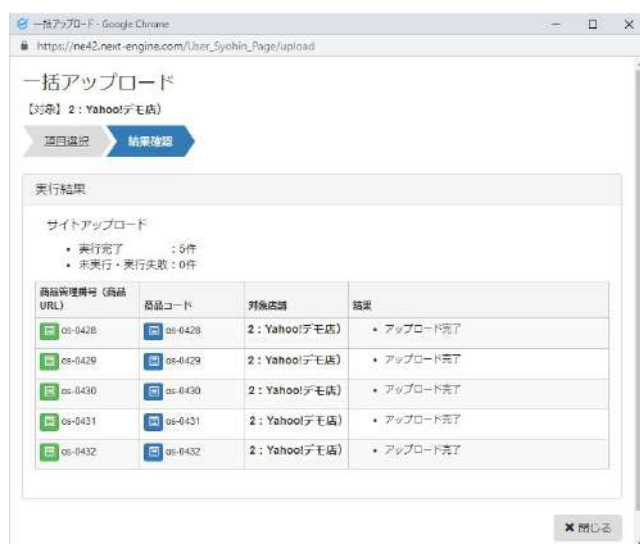 一括アップロード - Google Chrome
https://ne42.next-engine.com/User_Syohin_Page/upload
一括アップロード
【対象】2：Yahoo!デモ店）
項目選択 結果確認
実行結果
サイトアップロード
• 実行完了 ：5件
• 未実行・実行失敗：0件
商品管理番号（商品URL） 商品コード 対象店舗 結果
os-0428 os-0428 2：Yahoo!デモ店） • アップロード完了
os-0429 os-0429 2：Yahoo!デモ店） • アップロード完了
os-0430 os-0430 2：Yahoo!デモ店） • アップロード完了
os-0431 os-0431 2：Yahoo!デモ店） • アップロード完了
os-0432 os-0432 2：Yahoo!デモ店） • アップロード完了
✖ 閉じる